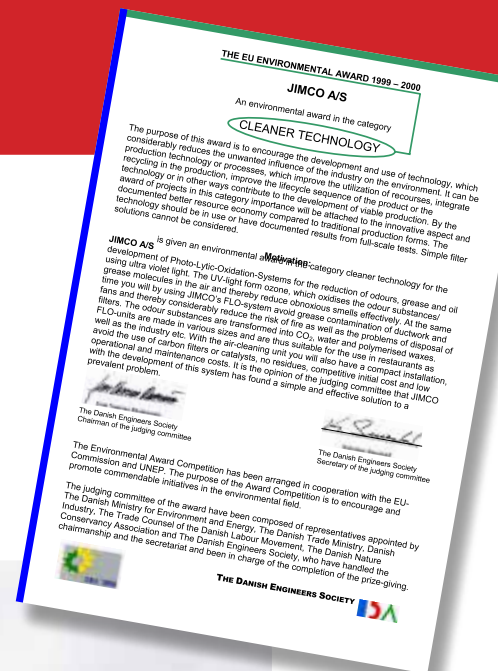 THE EU ENVIRONMENTAL AWARD 1999 – 2000
JIMCO A/S
An environmental award in the category
CLEANER TECHNOLOGY
The purpose of this award is to encourage the development and use of technology, which
considerably reduces the unwanted influence of the industry on the environment. It can be
production technology or processes, which improve the utilization of recourses, integrate
recycling in the production, improve the lifecycle sequence of the product or the
technology or in other ways contribute to the development of viable production. By the
award of projects in this category importance will be attached to the innovative aspect and
documented better resource economy compared to traditional production forms. The
technology should be in use or have documented results from full-scale tests. Simple filter
solutions cannot be considered.
Motivation:
JIMCO A/S is given an environmental award in the category cleaner technology for the
development of Photo-Lytic-Oxidation-Systems for the reduction of odours, grease and oil
using ultra violet light. The UV-light form ozone, which oxidises the odour substances/
grease molecules in the air and thereby reduce obnoxious smells effectively. At the same
time you will by using JIMCO's FLO-system avoid grease contamination of ductwork and
fans and thereby considerably reduce the risk of fire as well as the problems of disposal of
filters. The odour substances are transformed into CO2, water and polymerised waxes.
FLO-units are made in various sizes and are thus suitable for the use in restaurants as
well as the industry etc. With the air-cleaning unit you will also have a compact installation,
avoid the use of carbon filters or catalysts, no residues, competitive initial cost and low
operational and maintenance costs. It is the opinion of the judging committee that JIMCO
with the development of this system has found a simple and effective solution to a
prevalent problem.
The Danish Engineers Society
Chairman of the judging committee
The Danish Engineers Society
Secretary of the judging committee
The Environmental Award Competition has been arranged in cooperation with the EU-
Commission and UNEP. The purpose of the Award Competition is to encourage and
promote commendable initiatives in the environmental field.
The judging committee of the award have been composed of representatives appointed by
The Danish Ministry for Environment and Energy, The Danish Trade Ministry, Danish
Industry, The Trade Counsel of the Danish Labour Movement, The Danish Nature
Conservancy Association and The Danish Engineers Society, who have handled the
chairmanship and the secretariat and been in charge of the completion of the prize-giving.
THE DANISH ENGINEERS SOCIETY